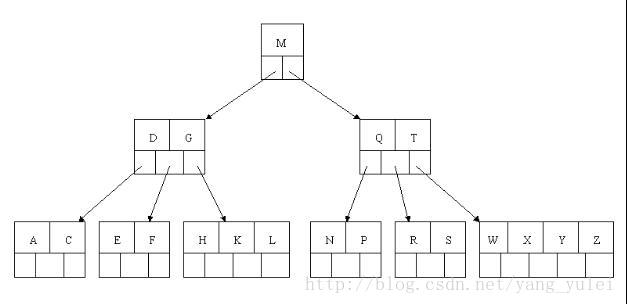 M
D G Q T
A C E F H K L N P R S W X Y Z
http://blog.csdn.net/yang_yulei